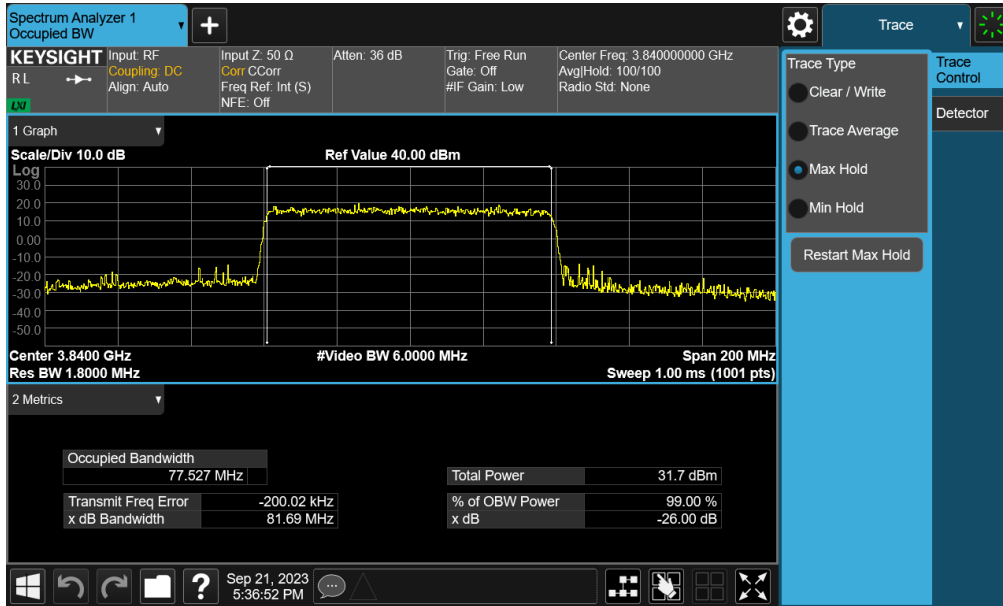 Spectrum Analyzer 1
Occupied BW
+
Trace
KEYSIGHT
R L
LXI
Input: RF
Coupling: DC
Align: Auto
Input Z: 50 Ω
Corr CCorr
Freq Ref: Int (S)
NFE: Off
Atten: 36 dB
Trig: Free Run
Gate: Off
#IF Gain: Low
Center Freq: 3.840000000 GHz
Avg|Hold: 100/100
Radio Std: None
Trace Type
Clear / Write
Trace Average
Max Hold
Min Hold
Restart Max Hold
Trace
Control
Detector
1 Graph
Scale/Div 10.0 dB
Ref Value 40.00 dBm
Log
30.0
20.0
10.0
0.00
-10.0
-20.0
-30.0
-40.0
-50.0
Center 3.8400 GHz
#Video BW 6.0000 MHz
Span 200 MHz
Res BW 1.8000 MHz
Sweep 1.00 ms (1001 pts)
2 Metrics
Occupied Bandwidth
77.527 MHz
Total Power 31.7 dBm
Transmit Freq Error -200.02 kHz
% of OBW Power 99.00 %
x dB Bandwidth 81.69 MHz
x dB -26.00 dB
?
Sep 21, 2023
5:36:52 PM